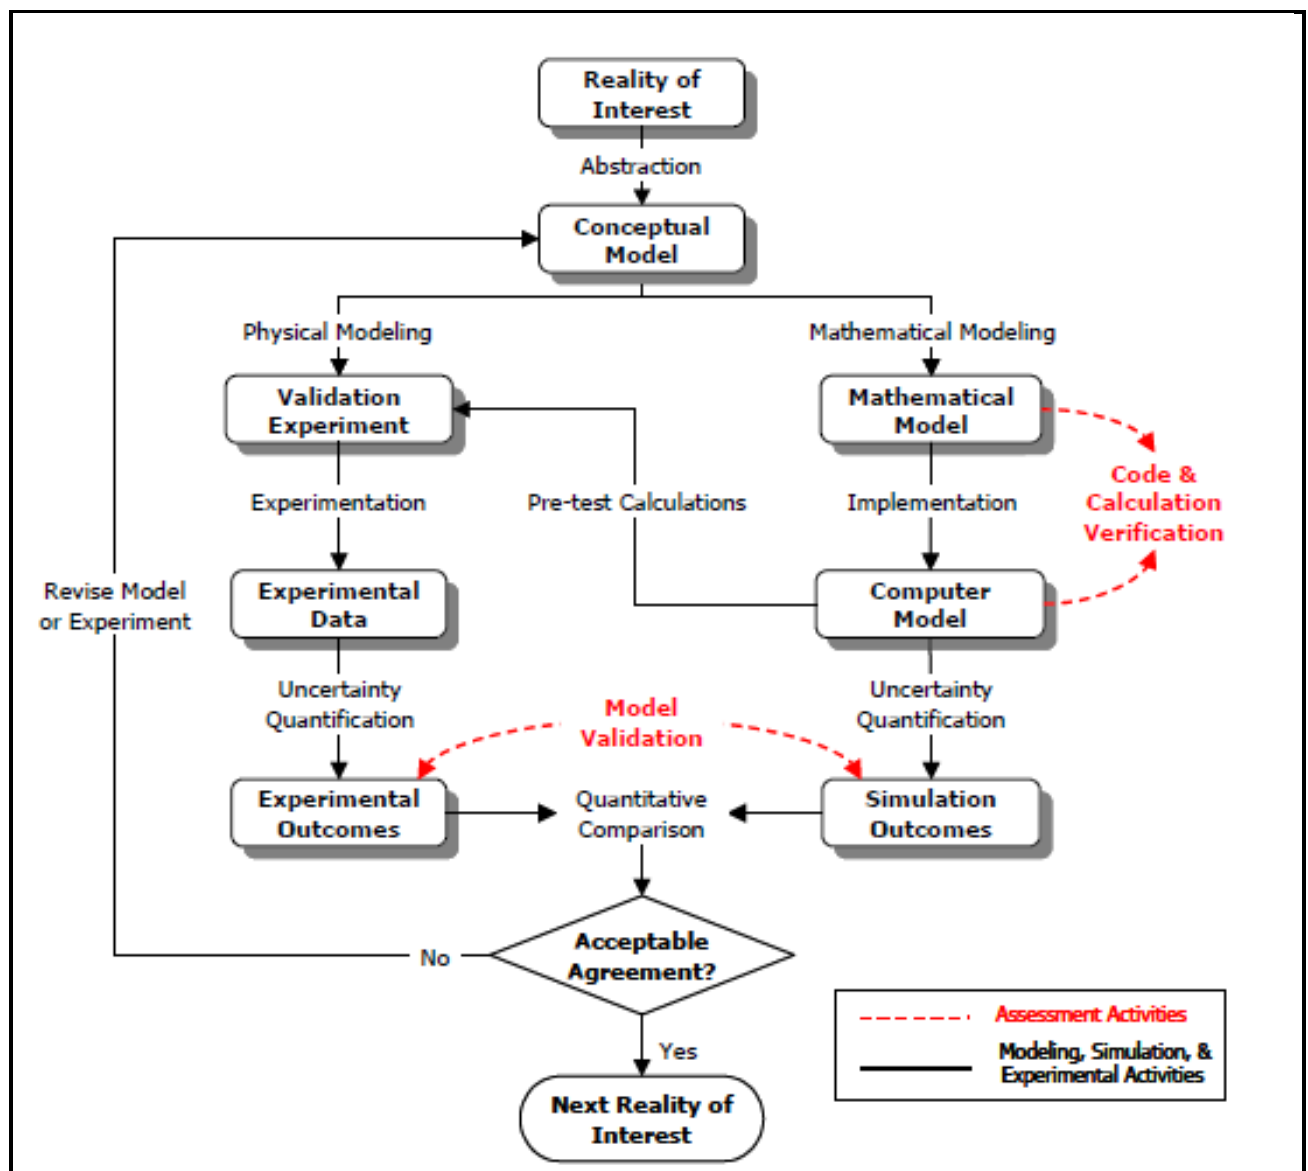 Reality of
Interest
Abstraction
Conceptual
Model
Physical Modeling
Mathematical Modeling
Validation
Experiment
Mathematical
Model
Code &
Calculation
Verification
Experimentation
Pre-test Calculations
Implementation
Revise Model
or Experiment
Experimental
Data
Computer
Model
Uncertainty
Quantification
Model
Validation
Uncertainty
Quantification
Experimental
Outcomes
Quantitative
Comparison
Simulation
Outcomes
Acceptable
Agreement?
No
Yes
Next Reality of
Interest
Assessment Activities
Modeling, Simulation, &
Experimental Activities